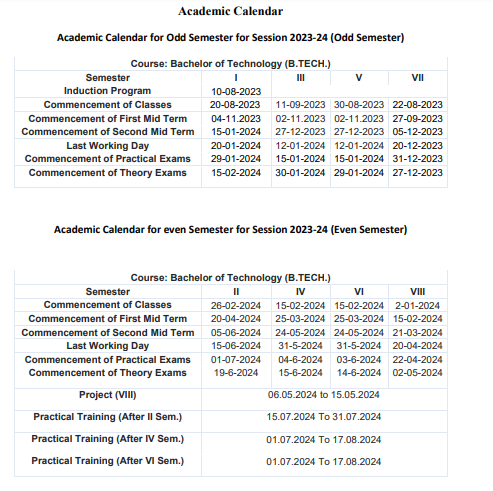 Academic Calendar
Academic Calendar for Odd Semester for Session 2023-24 (Odd Semester)
Course: Bachelor of Technology (B.TECH.)
Semester I III V VII
Induction Program 10-08-2023
Commencement of Classes 20-08-2023 11-09-2023 30-08-2023 22-08-2023
Commencement of First Mid Term 04-11.2023 02-11.2023 02-11.2023 27-09-2023
Commencement of Second Mid Term 15-01-2024 27-12-2023 27-12-2023 05-12-2023
Last Working Day 20-01-2024 12-01-2024 12-01-2024 20-12-2023
Commencement of Practical Exams 29-01-2024 15-01-2024 15-01-2024 31-12-2023
Commencement of Theory Exams 15-02-2024 30-01-2024 29-01-2024 27-12-2023
Academic Calendar for even Semester for Session 2023-24 (Even Semester)
Course: Bachelor of Technology (B.TECH.)
Semester II IV VI VIII
Commencement of Classes 26-02-2024 15-02-2024 15-02-2024 2-01-2024
Commencement of First Mid Term 20-04-2024 25-03-2024 25-03-2024 15-02-2024
Commencement of Second Mid Term 05-06-2024 24-05-2024 24-05-2024 21-03-2024
Last Working Day 15-06-2024 31-5-2024 31-5-2024 20-04-2024
Commencement of Practical Exams 01-07-2024 04-6-2024 03-6-2024 22-04-2024
Commencement of Theory Exams 19-6-2024 15-6-2024 14-6-2024 02-05-2024
Project (VIII) 06.05.2024 to 15.05.2024
Practical Training (After II Sem.) 15.07.2024 To 31.07.2024
Practical Training (After IV Sem.) 01.07.2024 To 17.08.2024
Practical Training (After VI Sem.) 01.07.2024 To 17.08.2024